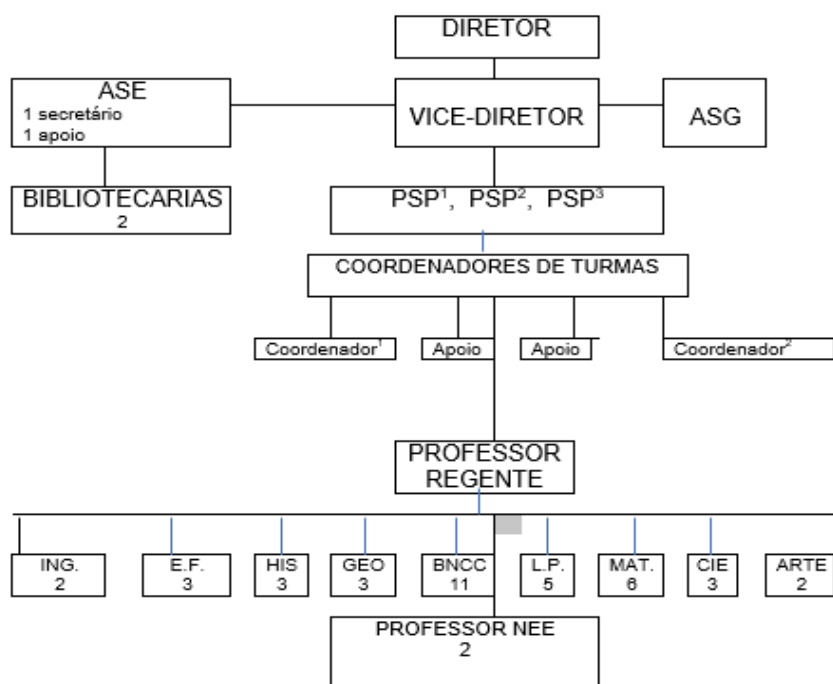 DIRETOR
ASE
1 secretário
1 apoio
VICE-DIRETOR
ASG
BIBLIOTECARIAS
2
PSP¹, PSP², PSP³
COORDENADORES DE TURMAS
Coordenador¹
Apoio
Apoio
Coordenador²
PROFESSOR
REGENTE
ING.
2
E.F.
3
HIS
3
GEO
3
BNCC
11
L.P.
5
MAT.
6
CIE
3
ARTE
2
PROFESSOR NEE
2